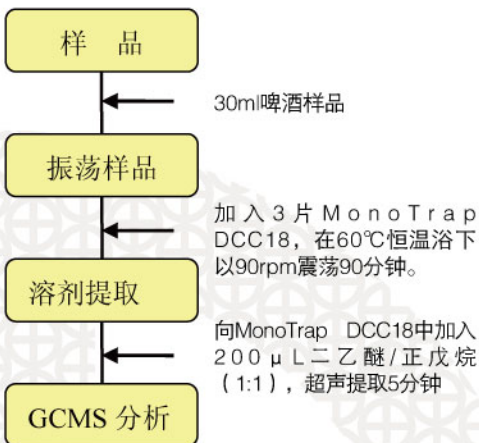 样 品
30ml啤酒样品
振荡样品
加入3片MonoTrap
DCC18，在60℃恒温浴下
以90rpm震荡90分钟。
溶剂提取
向MonoTrap DCC18中加入
200μL二乙醚/正戊烷
（1:1），超声提取5分钟
GCMS 分析